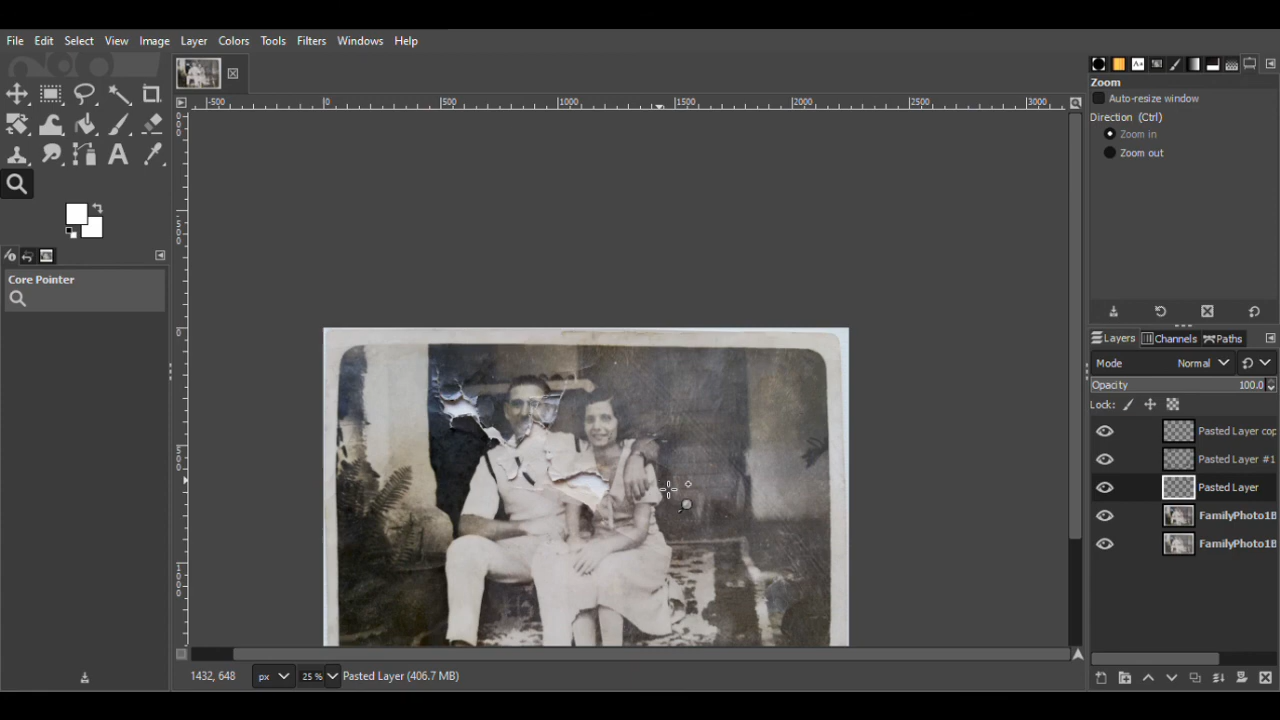 File Edit Select View Image Layer Colors Tools Filters Windows Help
Zoom
Auto-resize window
Direction (Ctrl)
Zoom in
Zoom out
-500 0 500 1000 1500 2000 2500 3000
Core Pointer
Layers Channels Paths
Mode Normal
Opacity 100.0
Lock:
Pasted Layer cop
Pasted Layer #1
Pasted Layer
FamilyPhoto1B
FamilyPhoto1B
1432, 648 px 25 % Pasted Layer (406.7 MB)